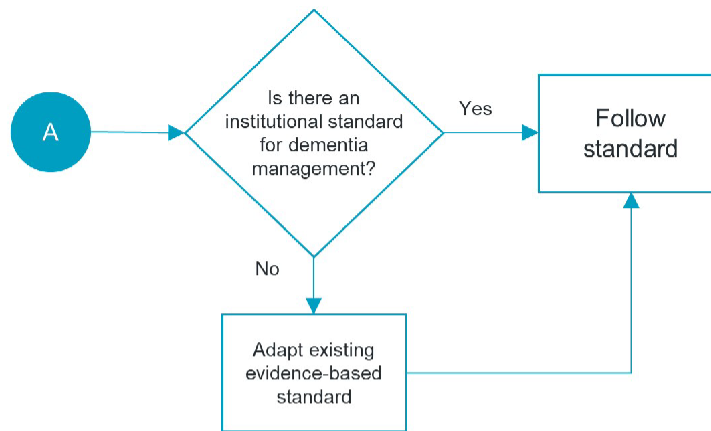 A
Is there an
institutional standard
for dementia
management?
Yes
Follow
standard
No
Adapt existing
evidence-based
standard